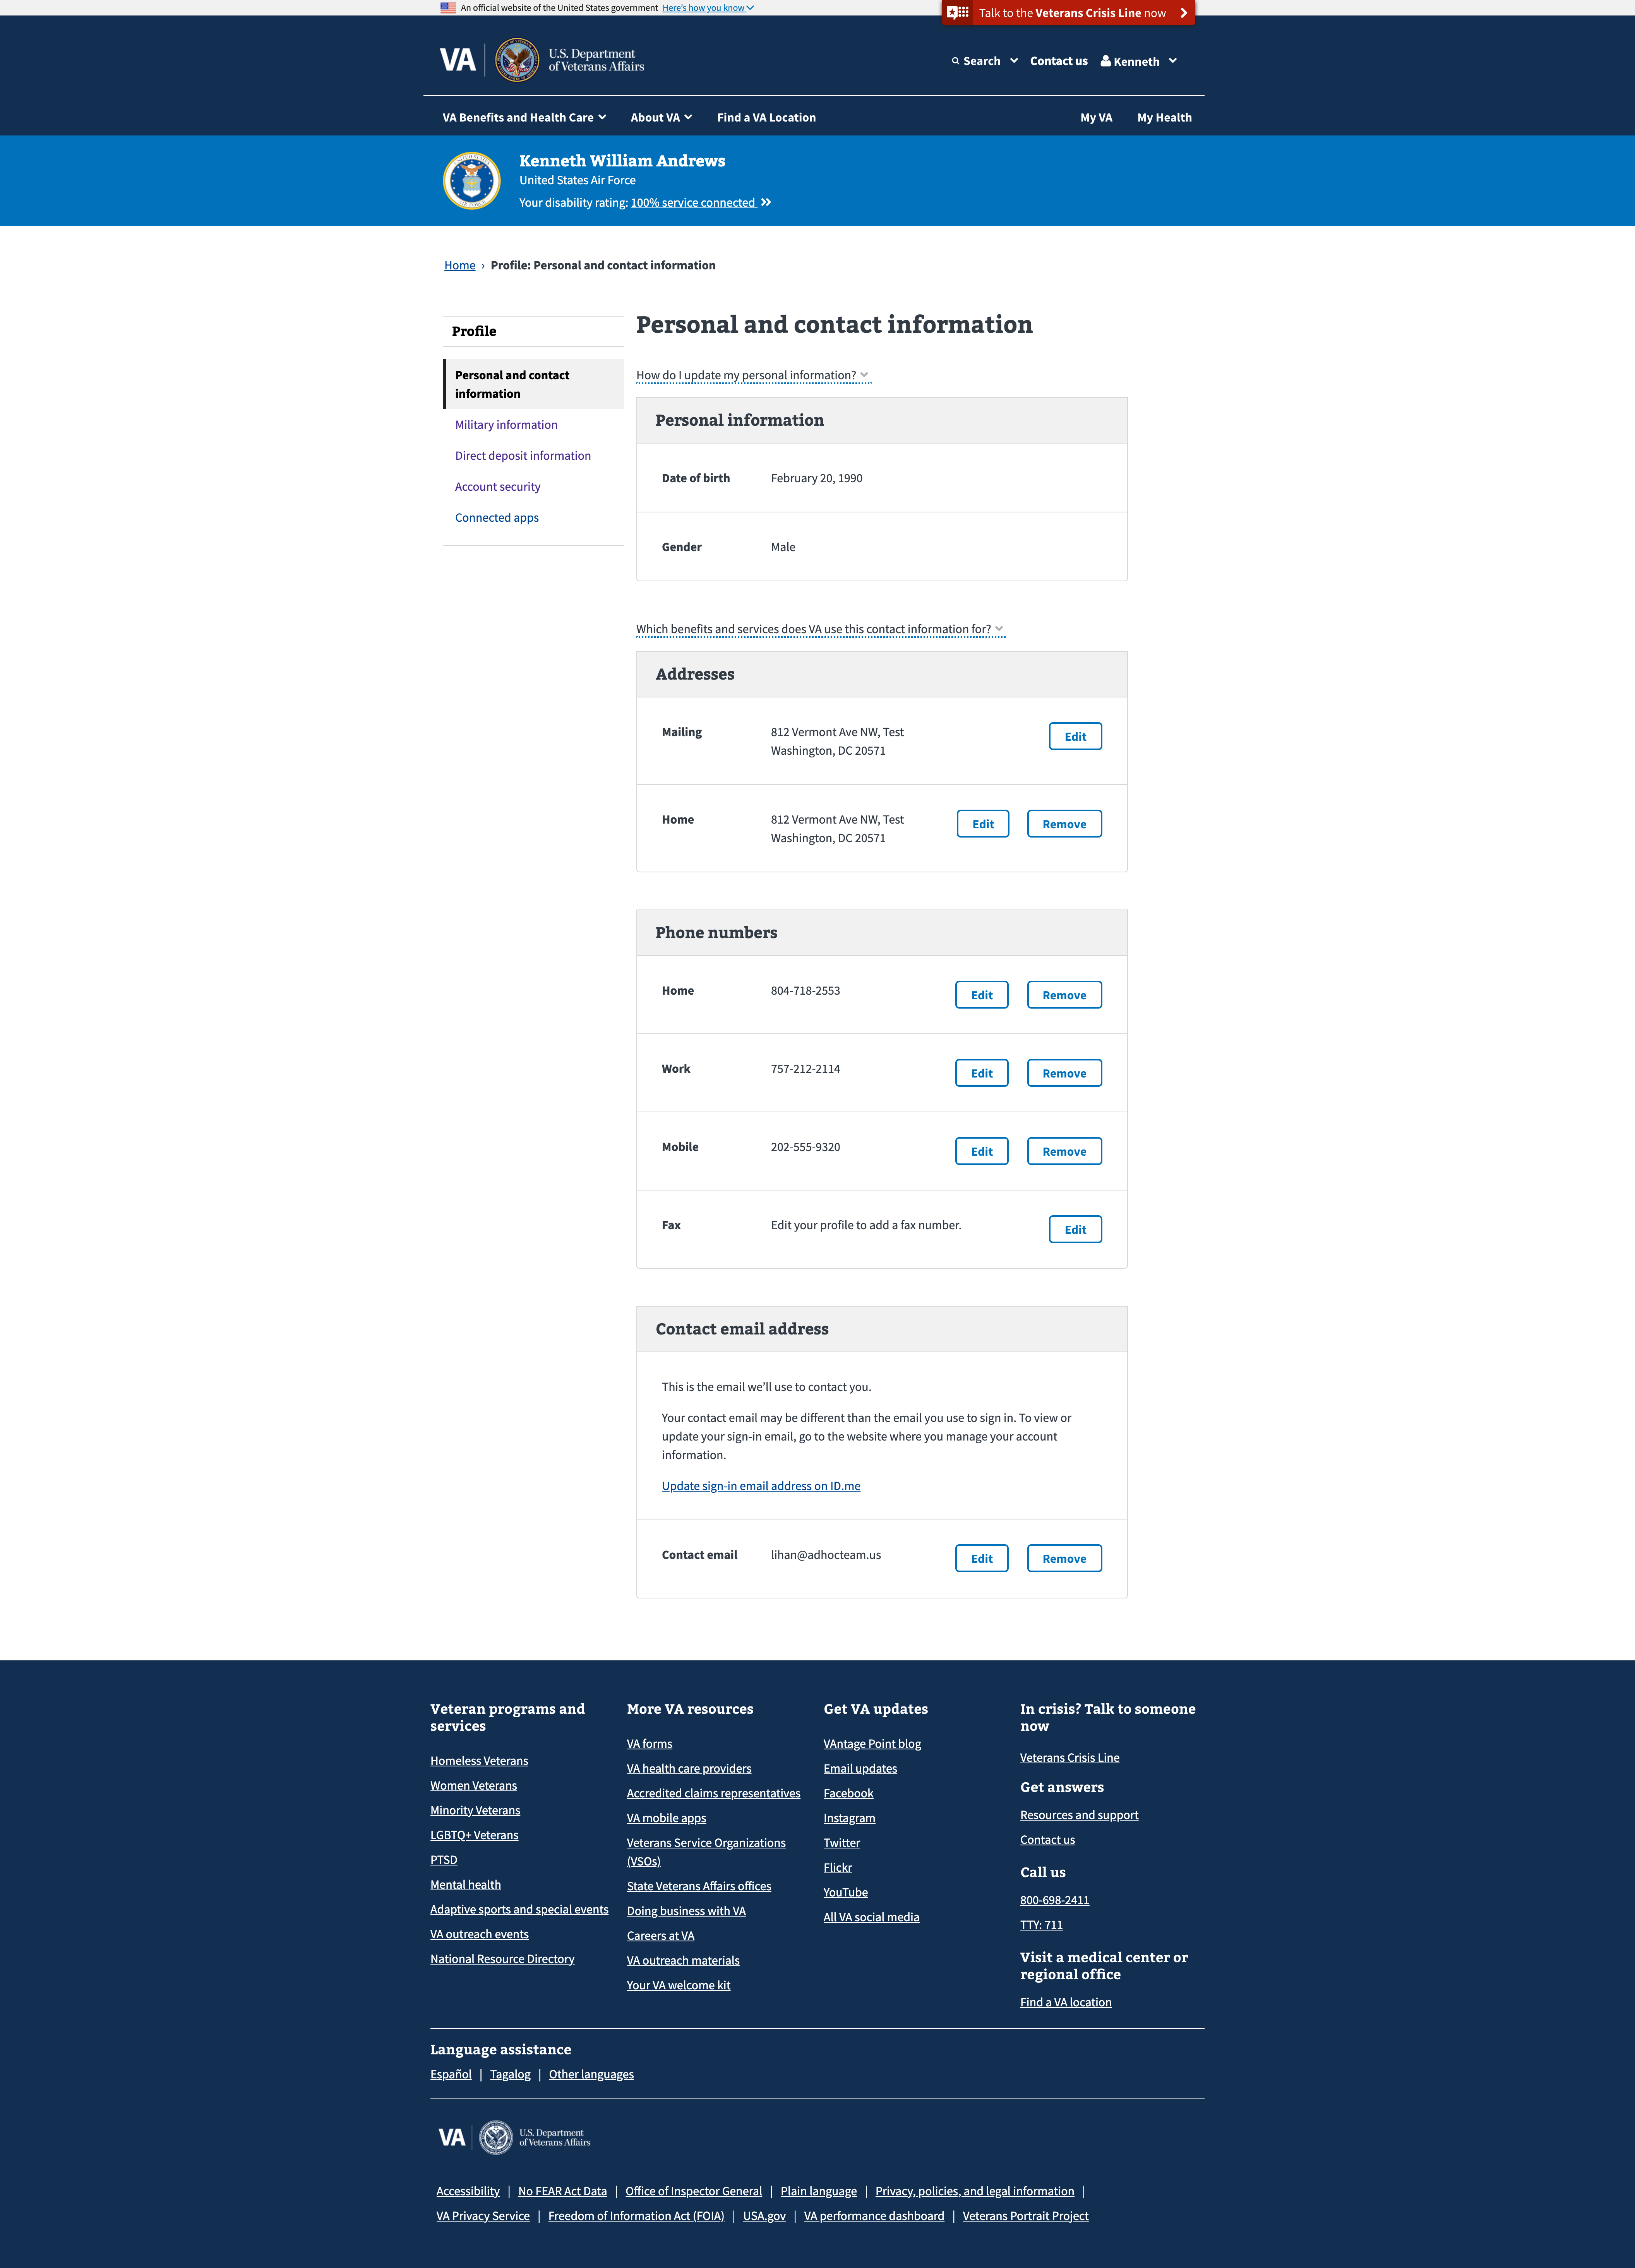 An official website of the United States government Here's how you know
Talk to the Veterans Crisis Line now
VA U.S. Department
of Veterans Affairs
Search Contact us Kenneth
VA Benefits and Health Care About VA Find a VA Location My VA My Health
Kenneth William Andrews
United States Air Force
Your disability rating: 100% service connected »
Home › Profile: Personal and contact information
Profile
Personal and contact
information
Military information
Direct deposit information
Account security
Connected apps
Personal and contact information
How do I update my personal information?
Personal information
Date of birth February 20, 1990
Gender Male
Which benefits and services does VA use this contact information for?
Addresses
Mailing 812 Vermont Ave NW, Test Edit
Washington, DC 20571
Home 812 Vermont Ave NW, Test Edit Remove
Washington, DC 20571
Phone numbers
Home 804-718-2553 Edit Remove
Work 757-212-2114 Edit Remove
Mobile 202-555-9320 Edit Remove
Fax Edit your profile to add a fax number. Edit
Contact email address
This is the email we'll use to contact you.
Your contact email may be different than the email you use to sign in. To view or
update your sign-in email, go to the website where you manage your account
information.
Update sign-in email address on ID.me
Contact email lihan@adhocteam.us Edit Remove
Veteran programs and
services
Homeless Veterans
Women Veterans
Minority Veterans
LGBTQ+ Veterans
PTSD
Mental health
Adaptive sports and special events
VA outreach events
National Resource Directory
More VA resources
VA forms
VA health care providers
Accredited claims representatives
VA mobile apps
Veterans Service Organizations
(VSOs)
State Veterans Affairs offices
Doing business with VA
Careers at VA
VA outreach materials
Your VA welcome kit
Get VA updates
VAntage Point blog
Email updates
Facebook
Instagram
Twitter
Flickr
YouTube
All VA social media
In crisis? Talk to someone
now
Veterans Crisis Line
Get answers
Resources and support
Contact us
Call us
800-698-2411
TTY: 711
Visit a medical center or
regional office
Find a VA location
Language assistance
Español | Tagalog | Other languages
VA U.S. Department
of Veterans Affairs
Accessibility | No FEAR Act Data | Office of Inspector General | Plain language | Privacy, policies, and legal information |
VA Privacy Service | Freedom of Information Act (FOIA) | USA.gov | VA performance dashboard | Veterans Portrait Project